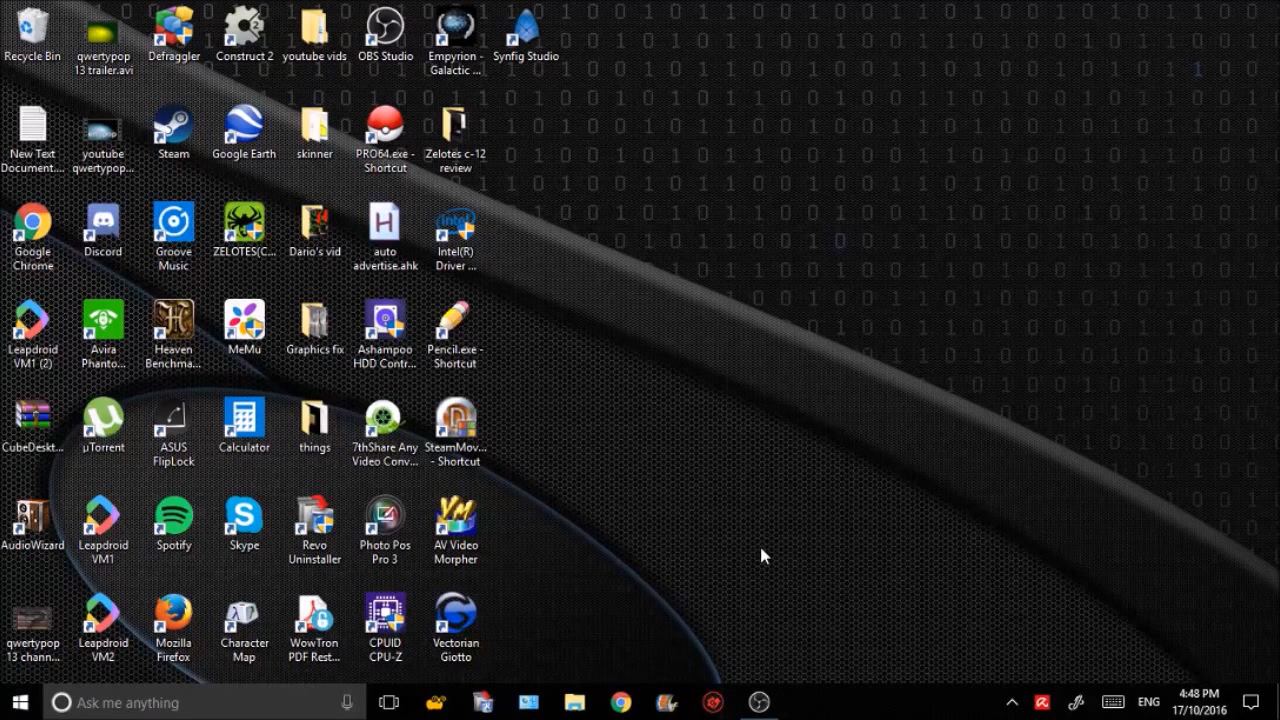 Recycle Bin
qwertypop
13 trailer.avi
Defraggler
Construct 2
youtube vids
OBS Studio
Empyrion -
Galactic ...
Synfig Studio
New Text
Document....
youtube
qwertypop...
Steam
Google Earth
skinner
PRO64.exe -
Shortcut
Zelotes c-12
review
Google
Chrome
Discord
Groove
Music
ZELOTES(C...
Dario's vid
auto
advertise.ahk
Intel(R)
Driver ...
Leapdroid
VM1 (2)
Avira
Phanto...
Heaven
Benchma...
MeMu
Graphics fix
Ashampoo
HDD Contr...
Pencil.exe -
Shortcut
CubeDeskt...
µTorrent
ASUS
FlipLock
Calculator
things
7thShare Any
Video Conv...
SteamMov...
- Shortcut
AudioWizard
Leapdroid
VM1
Spotify
Skype
Revo
Uninstaller
Photo Pos
Pro 3
AV Video
Morpher
qwertypop
13 chann...
Leapdroid
VM2
Mozilla
Firefox
Character
Map
WowTron
PDF Rest...
CPUID
CPU-Z
Vectorian
Giotto
Ask me anything
ENG
4:48 PM
17/10/2016